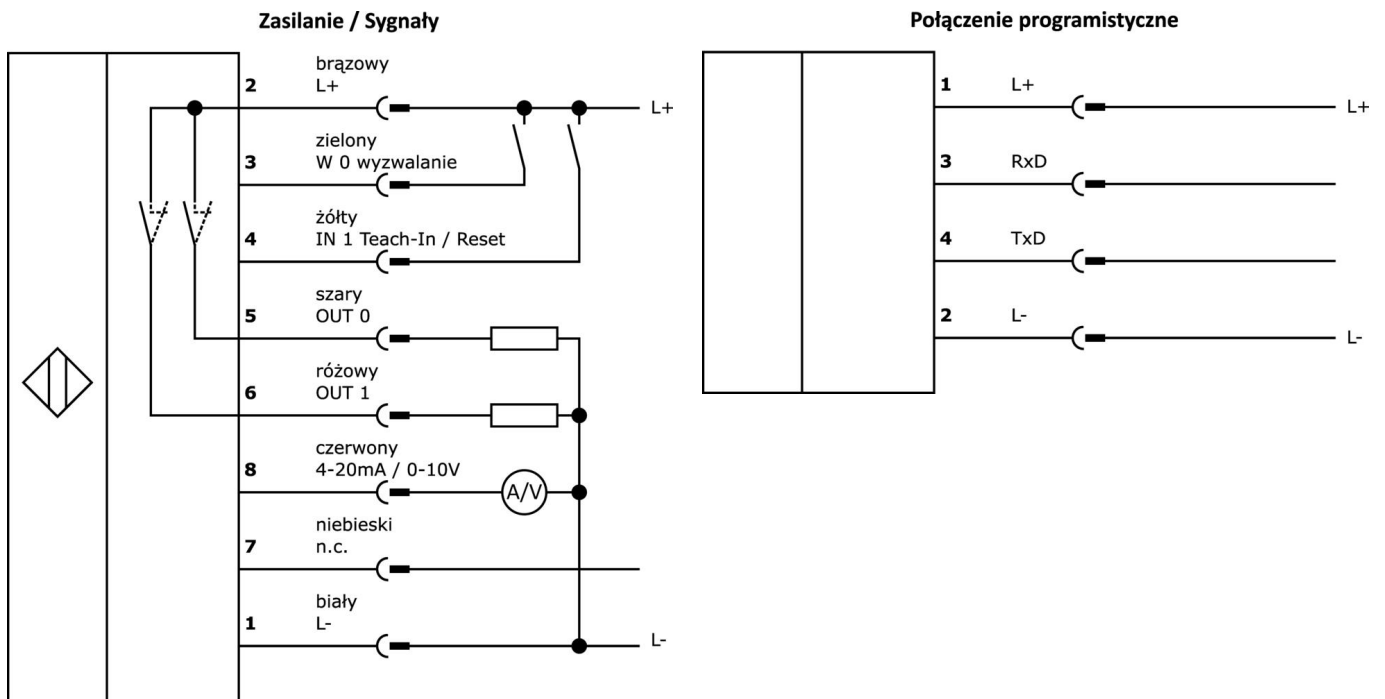 Zasilanie / Sygnały
brązowy
2 L+
L+
zielony
3 W 0 wyzwalanie
żółty
4 IN 1 Teach-In / Reset
szary
5 OUT 0
różowy
6 OUT 1
czerwony
8 4-20mA / 0-10V
A/V
niebieski
7 n.c.
biały
1 L-
L-
Połączenie programistyczne
1 L+
L+
3 RxD
4 TxD
2 L-
L-